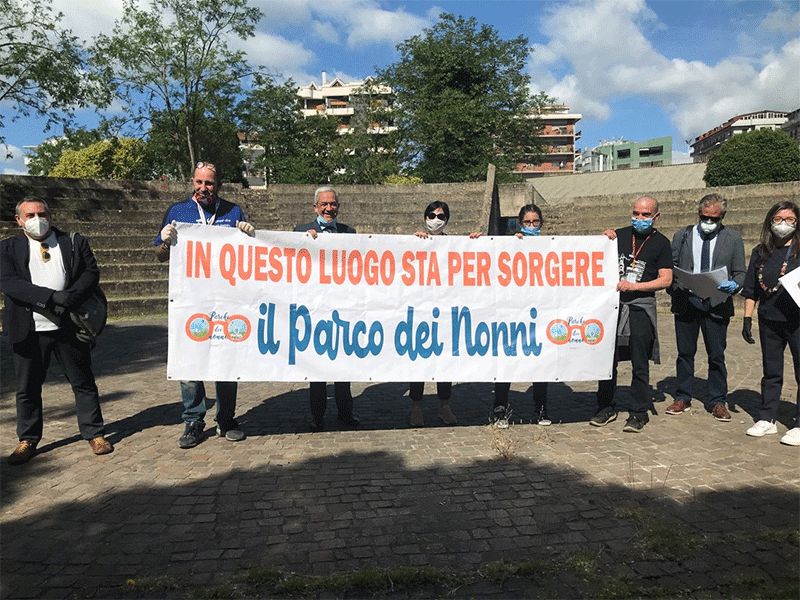 IN QUESTO LUOGO STA PER SORGERE
il Parco dei Nonni